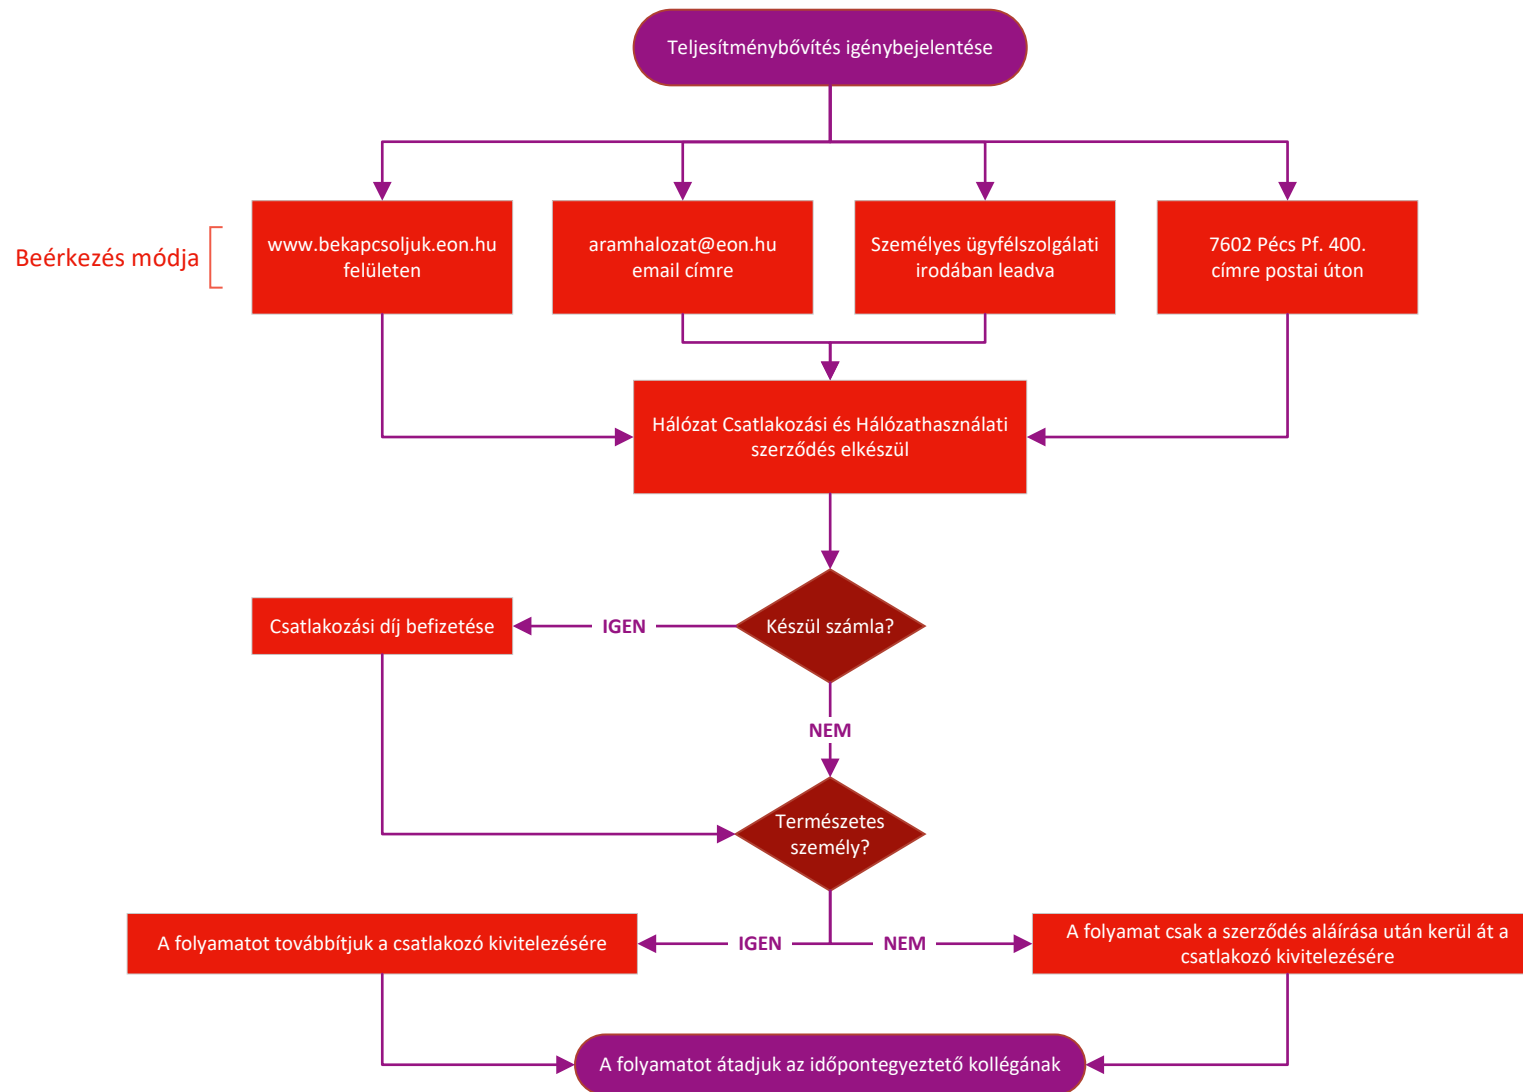 Teljesítménybővítés igénybejelentése
Beérkezés módja
www.bekapcsoljuk.eon.hu
felületen
aramhalozat@eon.hu
email címre
Személyes ügyfélszolgálati
irodában leadva
7602 Pécs Pf. 400.
címre postai úton
Hálózat Csatlakozási és Hálózathasználati
szerződés elkészül
Készül számla?
IGEN
Csatlakozási díj befizetése
NEM
Természetes
személy?
IGEN
NEM
A folyamatot továbbítjuk a csatlakozó kivitelezésére
A folyamat csak a szerződés aláírása után kerül át a
csatlakozó kivitelezésére
A folyamatot átadjuk az időpontegyeztető kollégának